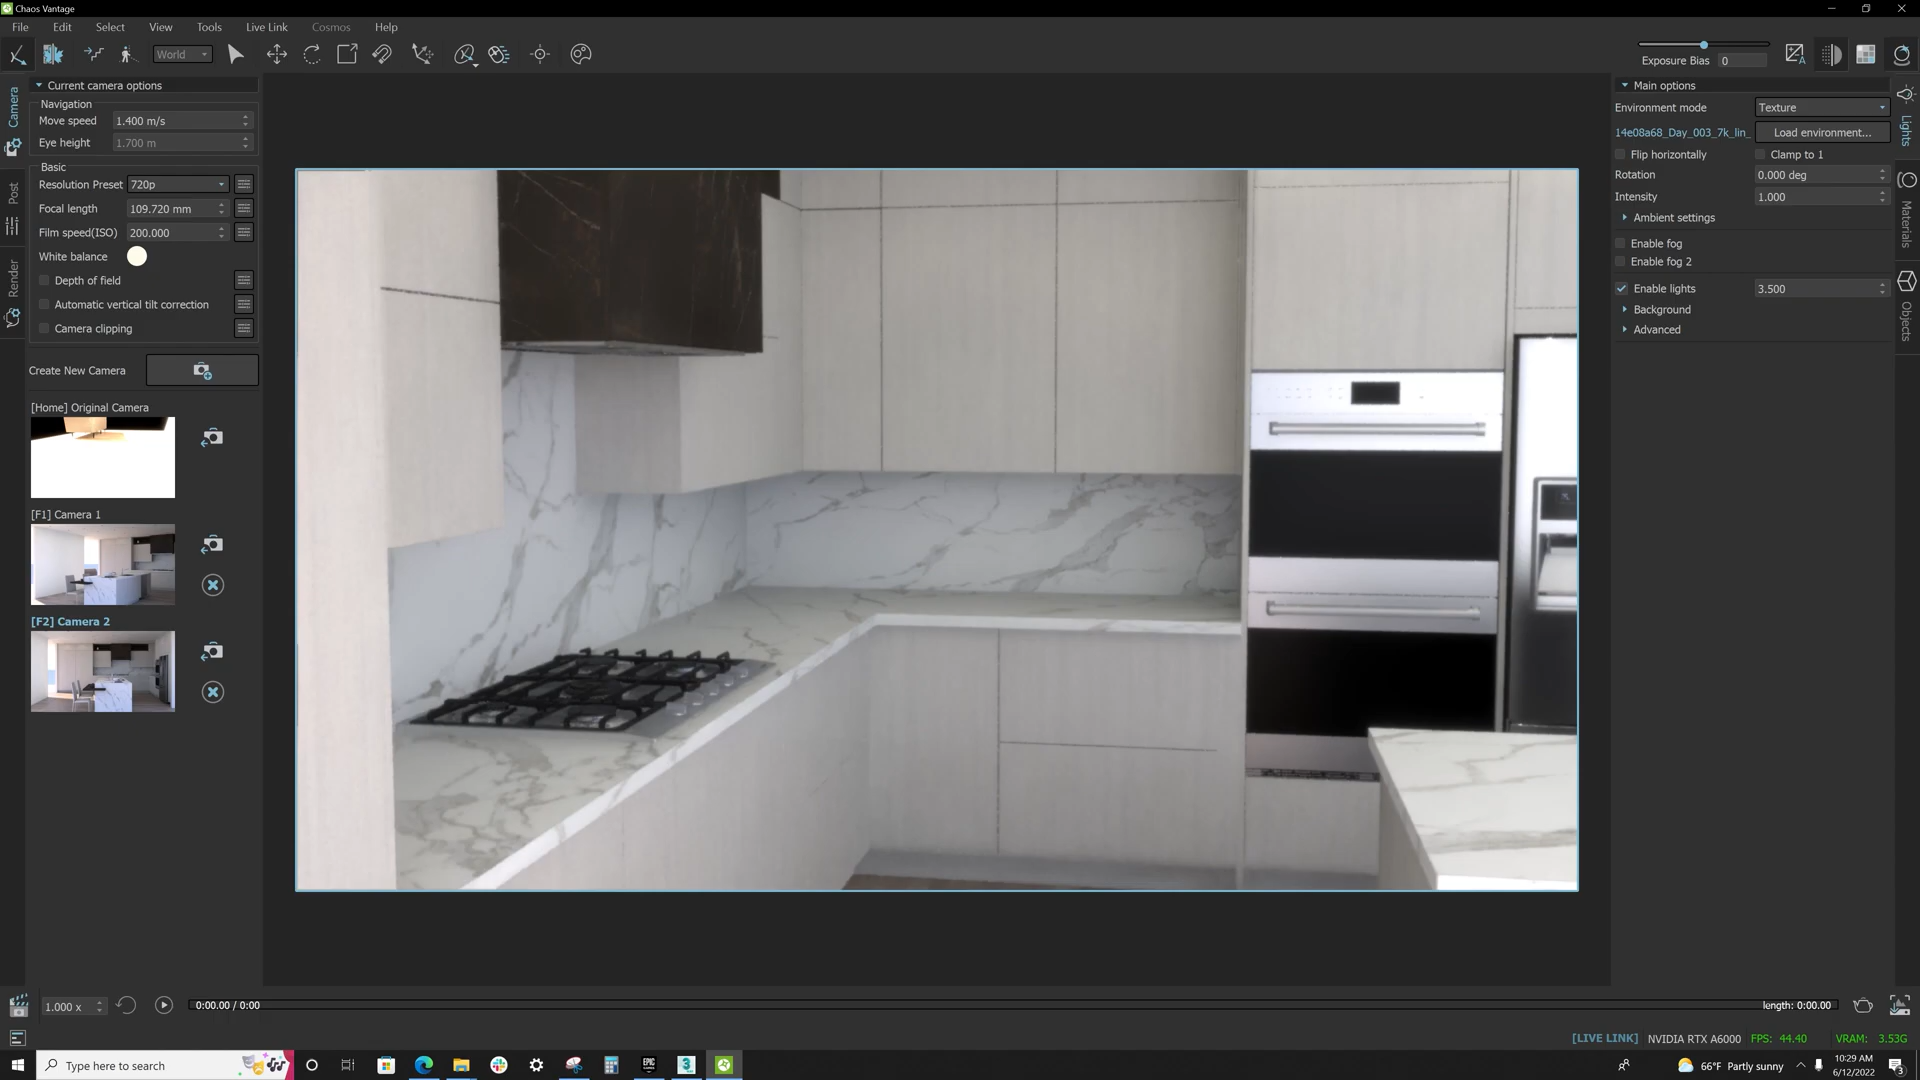 Chaos Vantage
File Edit Select View Tools Live Link Cosmos Help
World
Exposure Bias 0
Camera
Post
Render
Current camera options
Navigation
Move speed 1.400 m/s
Eye height 1.700 m
Basic
Resolution Preset 720p
Focal length 109.720 mm
Film speed(ISO) 200.000
White balance
Depth of field
Automatic vertical tilt correction
Camera clipping
Create New Camera
[Home] Original Camera
[F1] Camera 1
[F2] Camera 2
Main options
Environment mode Texture
14e08a68_Day_003_7k_lin_ Load environment...
Flip horizontally Clamp to 1
Rotation 0.000 deg
Intensity 1.000
Ambient settings
Enable fog
Enable fog 2
Enable lights 3.500
Background
Advanced
Lights
Materials
Objects
1.000 x 0:00.00 / 0:00 length: 0:00.00
[LIVE LINK] NVIDIA RTX A6000 FPS: 44.40 VRAM: 3.53G
Type here to search
EPIC GAMES
3
66°F Partly sunny
10:29 AM
6/12/2022
3